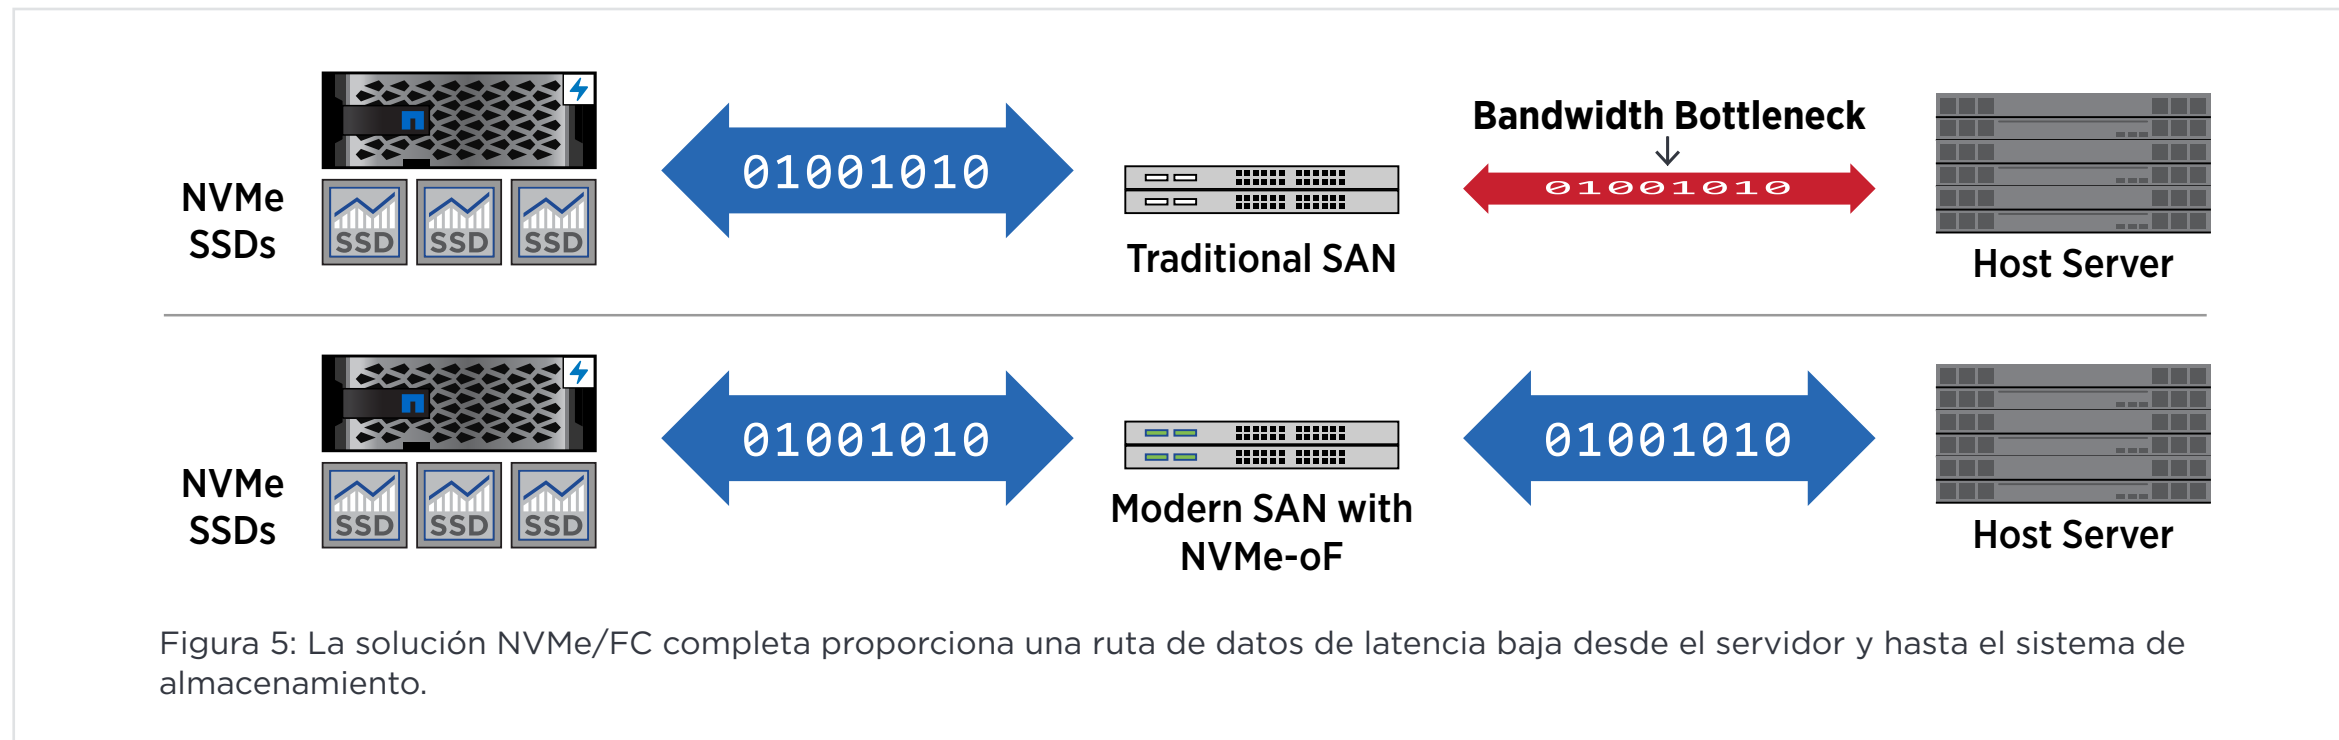 NVMe
SSDs
SSD
SSD
SSD
01001010
Traditional SAN
Bandwidth Bottleneck
01001010
Host Server
NVMe
SSDs
SSD
SSD
SSD
01001010
Modern SAN with
NVMe-oF
01001010
Host Server
Figura 5: La solución NVMe/FC completa proporciona una ruta de datos de latencia baja desde el servidor y hasta el sistema de
almacenamiento.